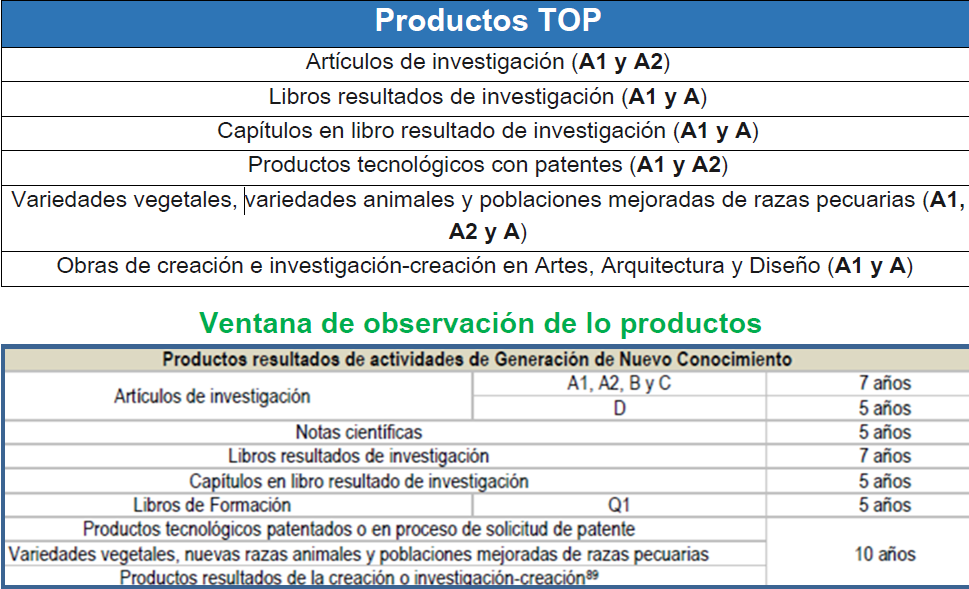 Productos TOP
Artículos de investigación (A1 y A2)
Libros resultados de investigación (A1 y A)
Capítulos en libro resultado de investigación (A1 y A)
Productos tecnológicos con patentes (A1 y A2)
Variedades vegetales, variedades animales y poblaciones mejoradas de razas pecuarias (A1,
A2 y A)
Obras de creación e investigación-creación en Artes, Arquitectura y Diseño (A1 y A)
Ventana de observación de lo productos
Productos resultados de actividades de Generación de Nuevo Conocimiento
Artículos de investigación
A1, A2, B y C
7 años
D
5 años
Notas científicas
5 años
Libros resultados de investigación
7 años
Capítulos en libro resultado de investigación
5 años
Libros de Formación
Q1
5 años
Productos tecnológicos patentados o en proceso de solicitud de patente
Variedades vegetales, nuevas razas animales y poblaciones mejoradas de razas pecuarias
10 años
Productos resultados de la creación o investigación-creación⁸⁹